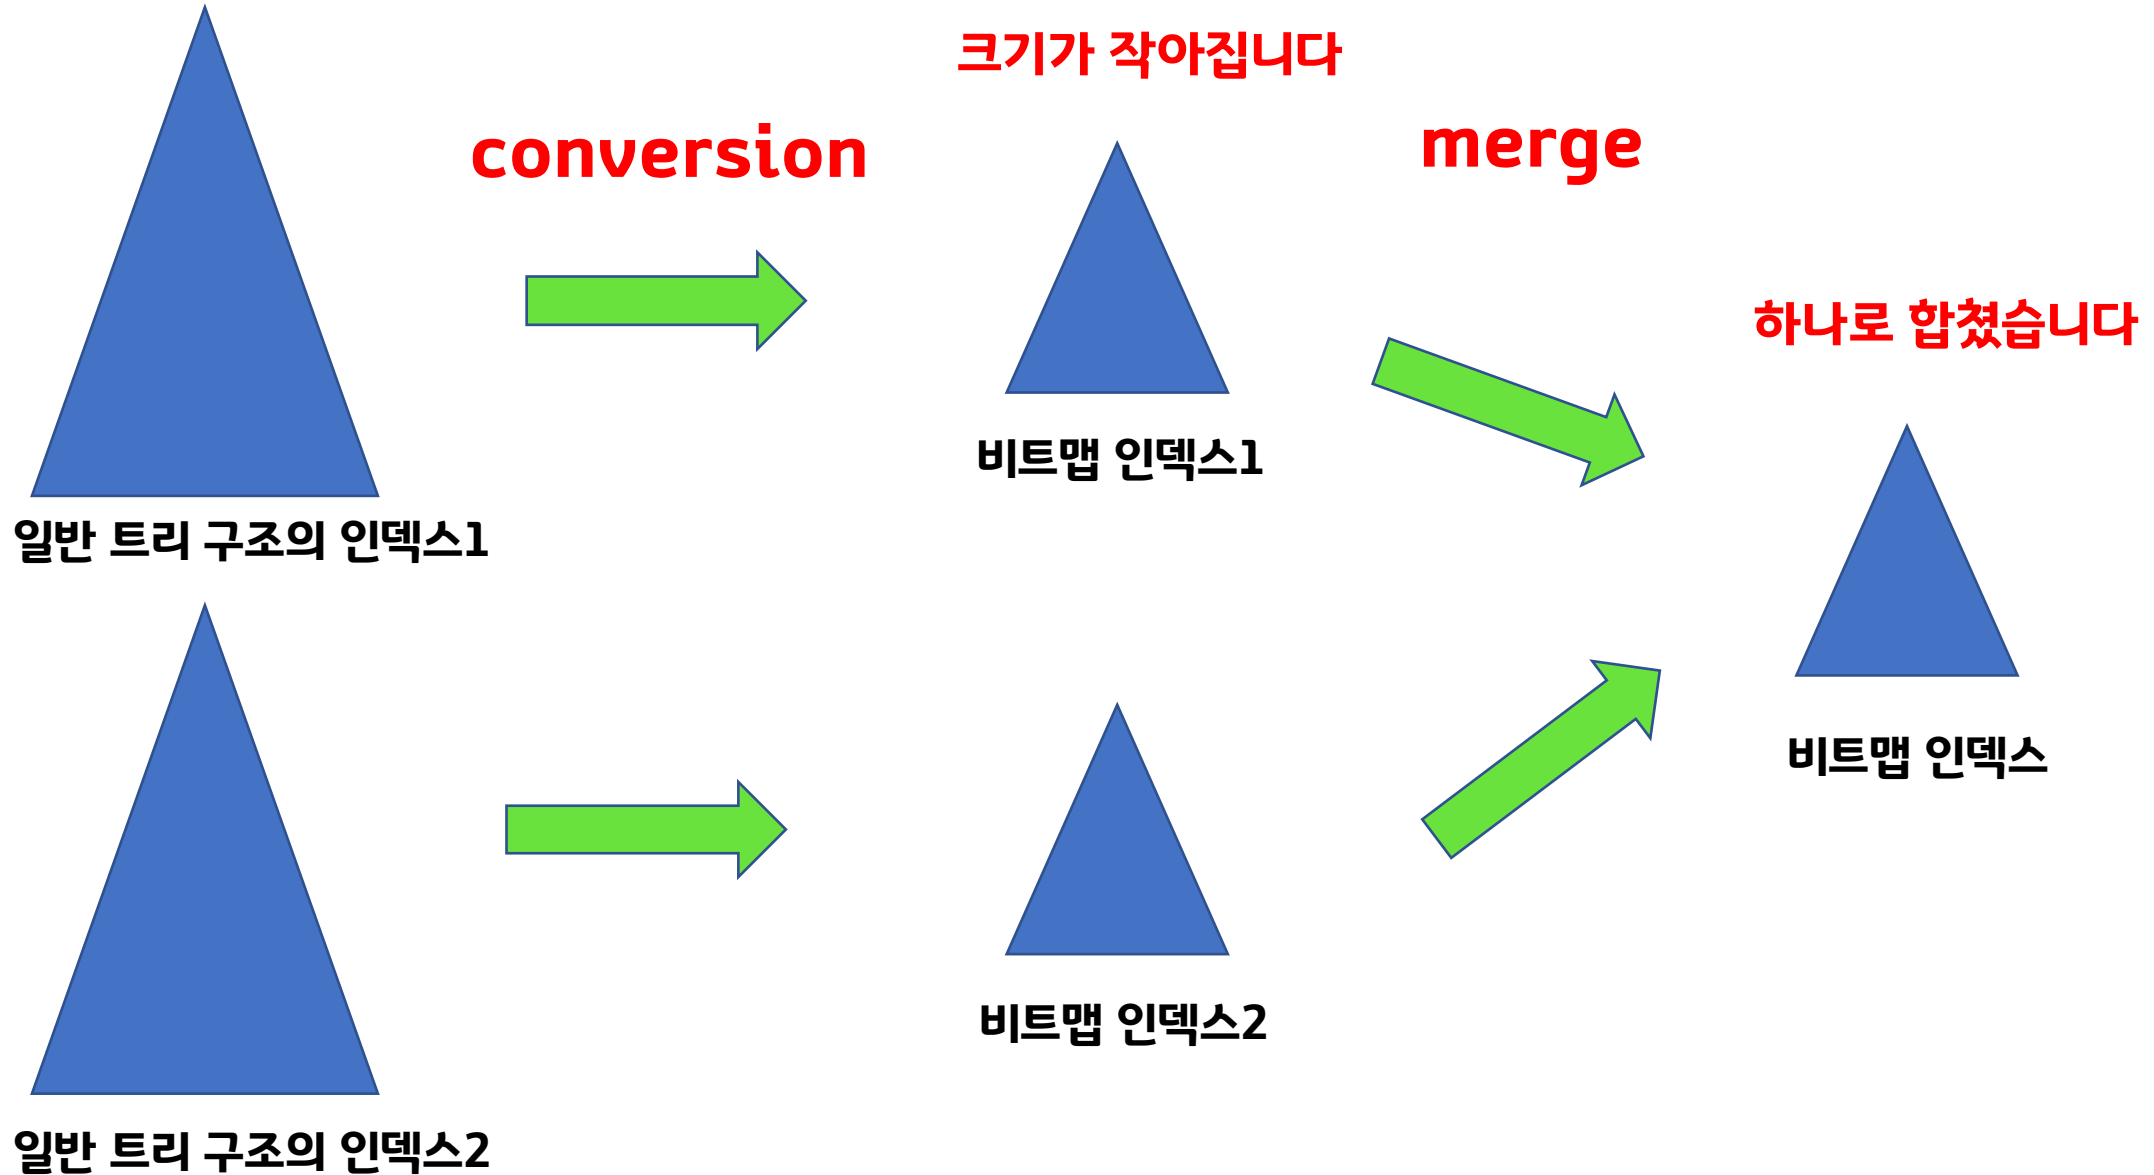 크기가 작아집니다
conversion
merge
하나로 합쳤습니다
비트맵 인덱스1
일반 트리 구조의 인덱스1
비트맵 인덱스
비트맵 인덱스2
일반 트리 구조의 인덱스2